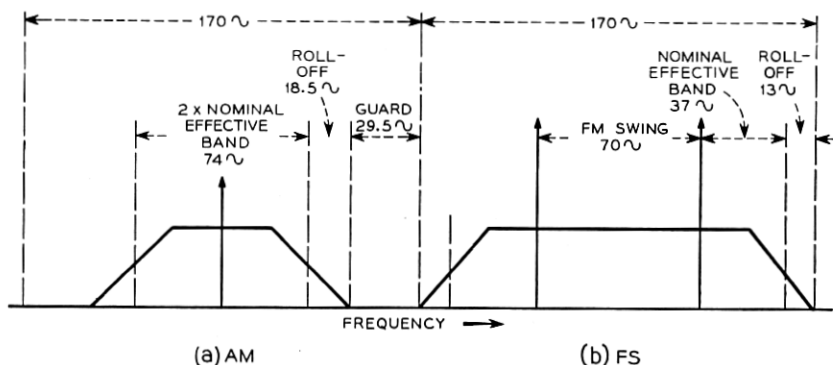 170~
170~
ROLL-
OFF
18.5~
2 x NOMINAL
EFFECTIVE
BAND
74~
GUARD
29.5~
FM SWING
70~
NOMINAL
EFFECTIVE
BAND
37~
ROLL-
OFF
13~
FREQUENCY
(a) AM
(b) FS